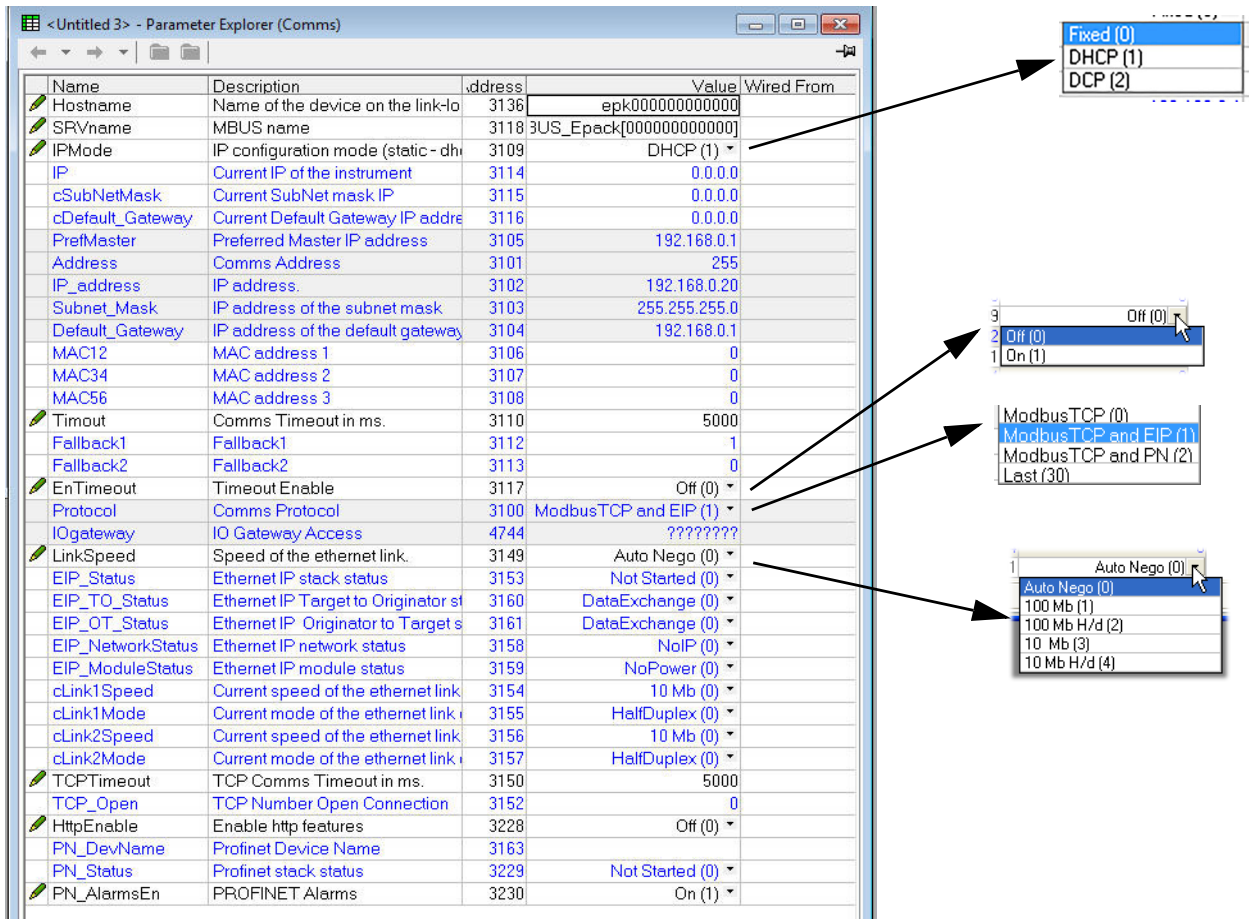 <Untitled 3> - Parameter Explorer (Comms)
Name Description ddress Value Wired From
Hostname Name of the device on the link-lo 3136 epk000000000000
SRVname MBUS name 3118 BUS_Epack[000000000000]
IPMode IP configuration mode (static - dh 3109 DHCP (1)
IP Current IP of the instrument 3114 0.0.0.0
cSubNetMask Current SubNet mask IP 3115 0.0.0.0
cDefault_Gateway Current Default Gateway IP addre 3116 0.0.0.0
PrefMaster Preferred Master IP address 3105 192.168.0.1
Address Comms Address 3101 255
IP_address IP address. 3102 192.168.0.20
Subnet_Mask IP address of the subnet mask 3103 255.255.255.0
Default_Gateway IP address of the default gateway 3104 192.168.0.1
MAC12 MAC address 1 3106 0
MAC34 MAC address 2 3107 0
MAC56 MAC address 3 3108 0
Timout Comms Timeout in ms. 3110 5000
Fallback1 Fallback1 3112 1
Fallback2 Fallback2 3113 0
EnTimeout Timeout Enable 3117 Off (0)
Protocol Comms Protocol 3100 ModbusTCP and EIP (1)
IOgateway IO Gateway Access 4744 ????????
LinkSpeed Speed of the ethernet link. 3149 Auto Nego (0)
EIP_Status Ethernet IP stack status 3153 Not Started (0)
EIP_TO_Status Ethernet IP Target to Originator st 3160 DataExchange (0)
EIP_OT_Status Ethernet IP Originator to Target s 3161 DataExchange (0)
EIP_NetworkStatus Ethernet IP network status 3158 NoIP (0)
EIP_ModuleStatus Ethernet IP module status 3159 NoPower (0)
cLink1Speed Current speed of the ethernet link 3154 10 Mb (0)
cLink1Mode Current mode of the ethernet link 3155 HalfDuplex (0)
cLink2Speed Current speed of the ethernet link 3156 10 Mb (0)
cLink2Mode Current mode of the ethernet link 3157 HalfDuplex (0)
TCPTimeout TCP Comms Timeout in ms. 3150 5000
TCP_Open TCP Number Open Connection 3152 0
HttpEnable Enable http features 3228 Off (0)
PN_DevName Profinet Device Name 3163
PN_Status Profinet stack status 3229 Not Started (0)
PN_AlarmsEn PROFINET Alarms 3230 On (1)
Fixed (0)
DHCP (1)
DCP (2)
9 Off (0)
2 Off (0)
1 On (1)
ModbusTCP (0)
ModbusTCP and EIP (1)
ModbusTCP and PN (2)
Last (30)
1 Auto Nego (0)
Auto Nego (0)
100 Mb (1)
100 Mb H/d (2)
10 Mb (3)
10 Mb H/d (4)